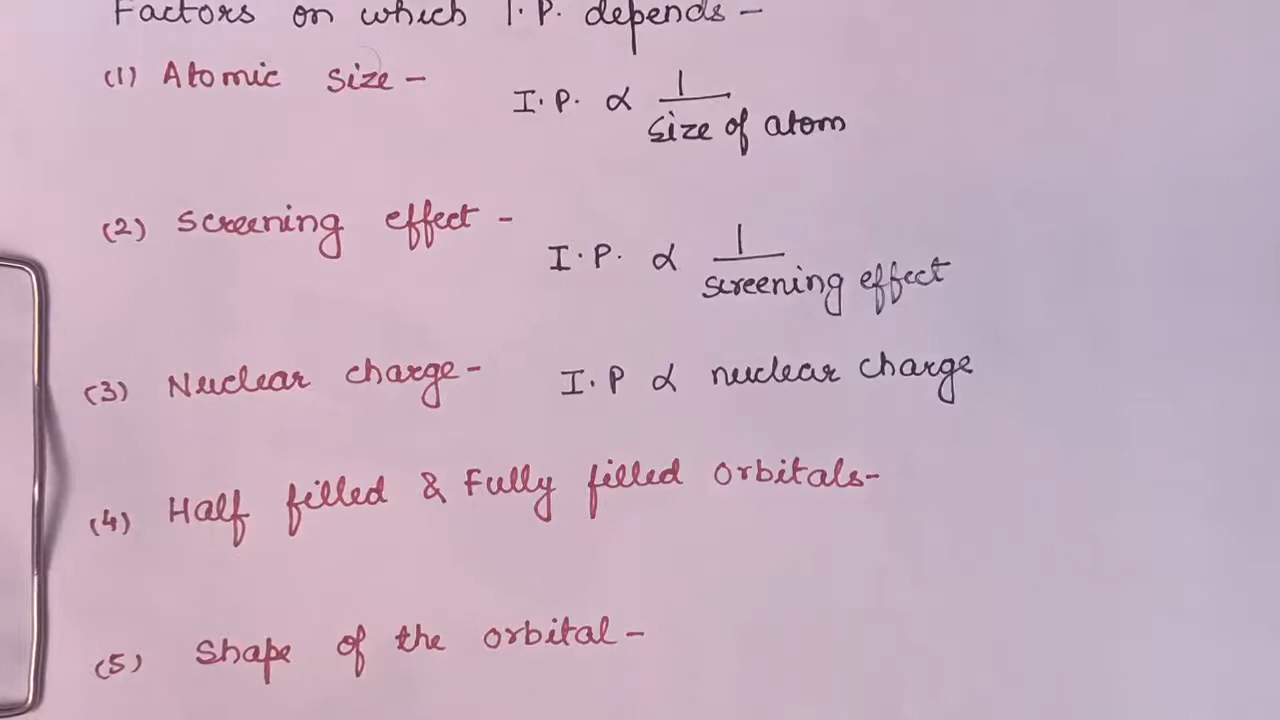 Factors on which I.P. depends -
(1) Atomic size - I.P. ∝ 1/size of atom
(2) Screening effect - I.P. ∝ 1/screening effect
(3) Nuclear charge - I.P ∝ nuclear charge
(4) Half filled & Fully filled orbitals -
(5) Shape of the orbital -